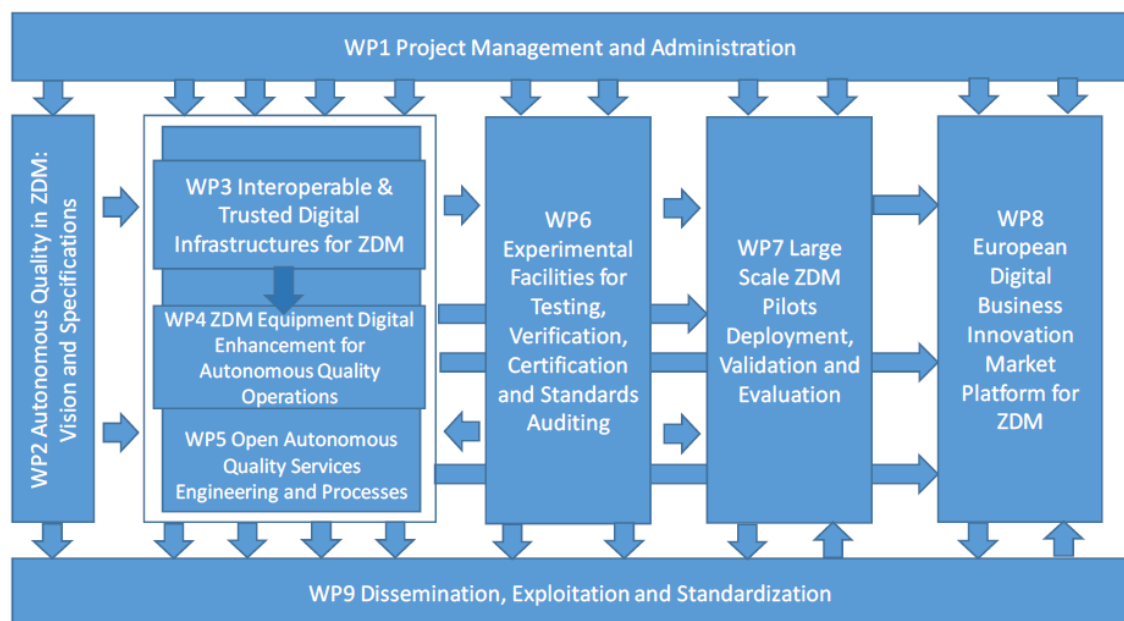 WP1 Project Management and Administration
WP2 Autonomous Quality in ZDM:
Vision and Specifications
WP3 Interoperable &
Trusted Digital
Infrastructures for ZDM
WP4 ZDM Equipment Digital
Enhancement for
Autonomous Quality
Operations
WP5 Open Autonomous
Quality Services
Engineering and Processes
WP6
Experimental
Facilities for
Testing,
Verification,
Certification
and Standards
Auditing
WP7 Large
Scale ZDM
Pilots
Deployment,
Validation and
Evaluation
WP8
European
Digital
Business
Innovation
Market
Platform for
ZDM
WP9 Dissemination, Exploitation and Standardization